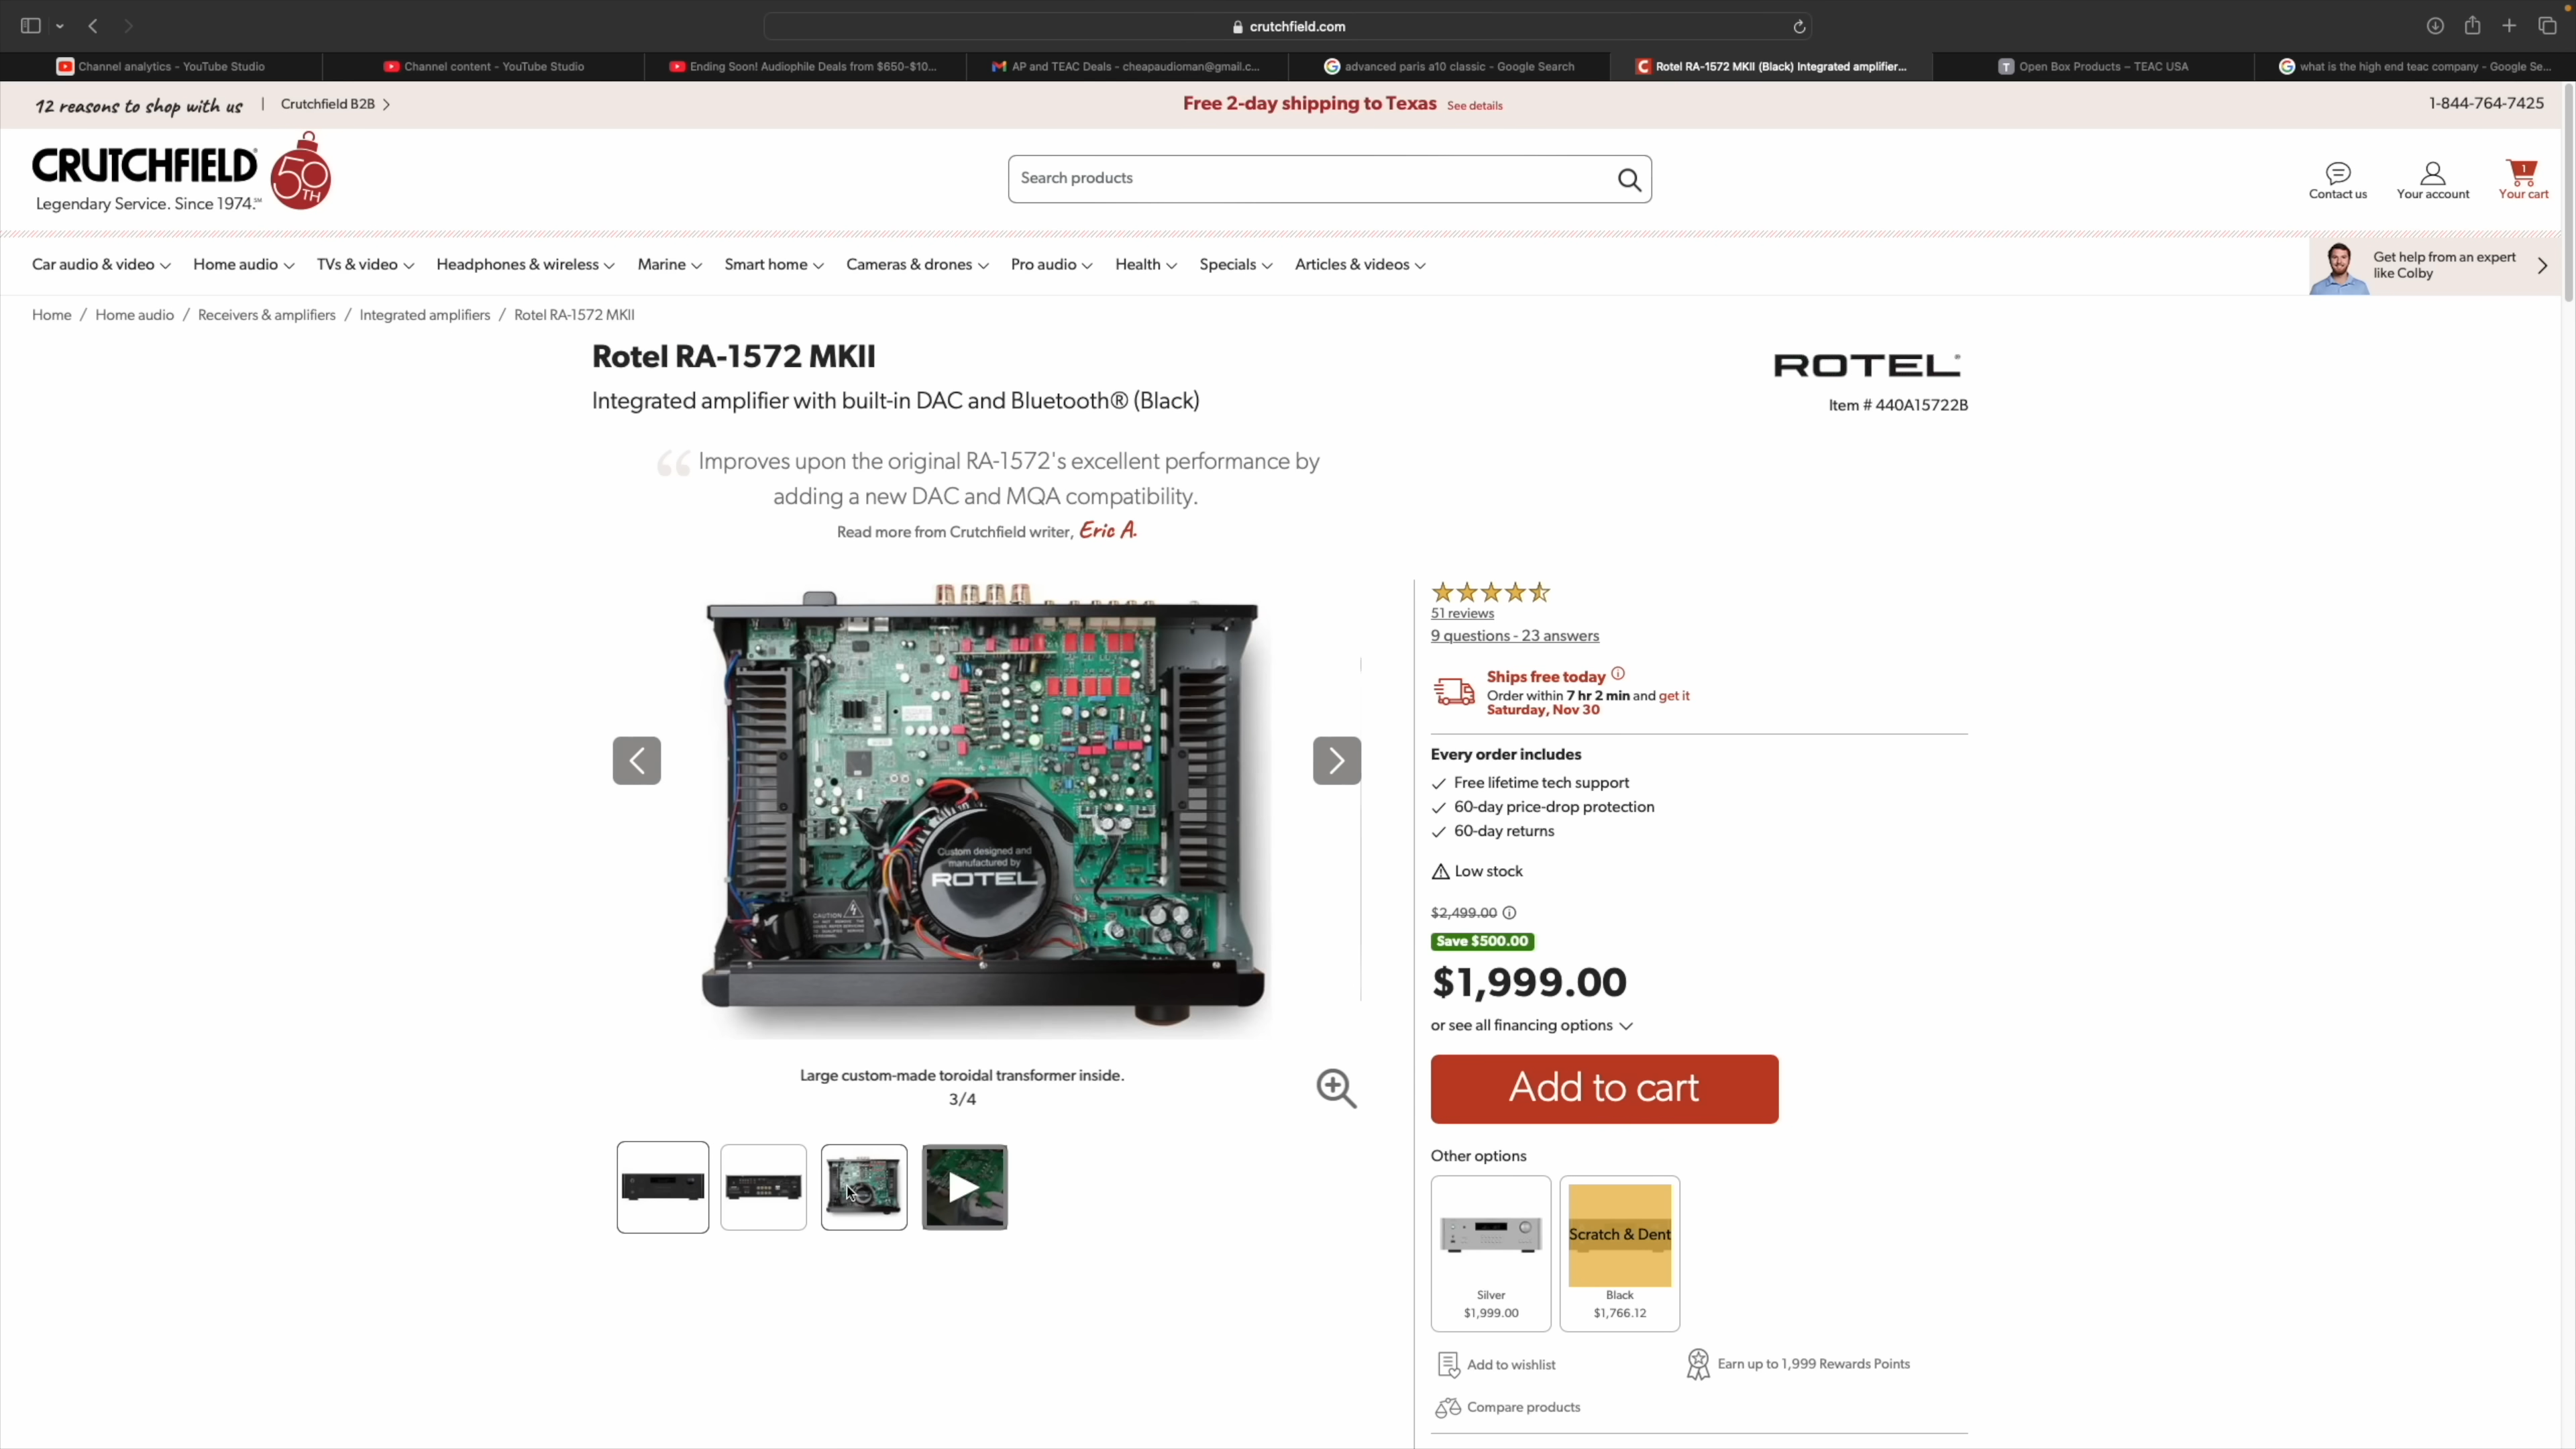 crutchfield.com
Channel analytics - YouTube Studio
Channel content - YouTube Studio
Ending Soon! Audiophile Deals from $650-$10...
AP and TEAC Deals - cheapaudioman@gmail.c...
advanced paris a10 classic - Google Search
Rotel RA-1572 MKII (Black) Integrated amplifier...
Open Box Products – TEAC USA
what is the high end teac company - Google Se...
12 reasons to shop with us | Crutchfield B2B
Free 2-day shipping to Texas See details
1-844-764-7425
CRUTCHFIELD
50TH
Legendary Service. Since 1974.℠
Search products
Contact us
Your account
1
Your cart
Car audio & video
Home audio
TVs & video
Headphones & wireless
Marine
Smart home
Cameras & drones
Pro audio
Health
Specials
Articles & videos
Get help from an expert
like Colby
Home / Home audio / Receivers & amplifiers / Integrated amplifiers / Rotel RA-1572 MKII
Rotel RA-1572 MKII
Integrated amplifier with built-in DAC and Bluetooth® (Black)
ROTEL
Item # 440A15722B
“ Improves upon the original RA-1572's excellent performance by
adding a new DAC and MQA compatibility.
Read more from Crutchfield writer, Eric A.
Custom designed and
manufactured by
ROTEL
CAUTION
Large custom-made toroidal transformer inside.
3/4
51 reviews
9 questions - 23 answers
Ships free today
Order within 7 hr 2 min and get it
Saturday, Nov 30
Every order includes
Free lifetime tech support
60-day price-drop protection
60-day returns
Low stock
$2,499.00
Save $500.00
$1,999.00
or see all financing options
Add to cart
Other options
Silver
$1,999.00
Scratch & Dent
Black
$1,766.12
Add to wishlist
Earn up to 1,999 Rewards Points
Compare products